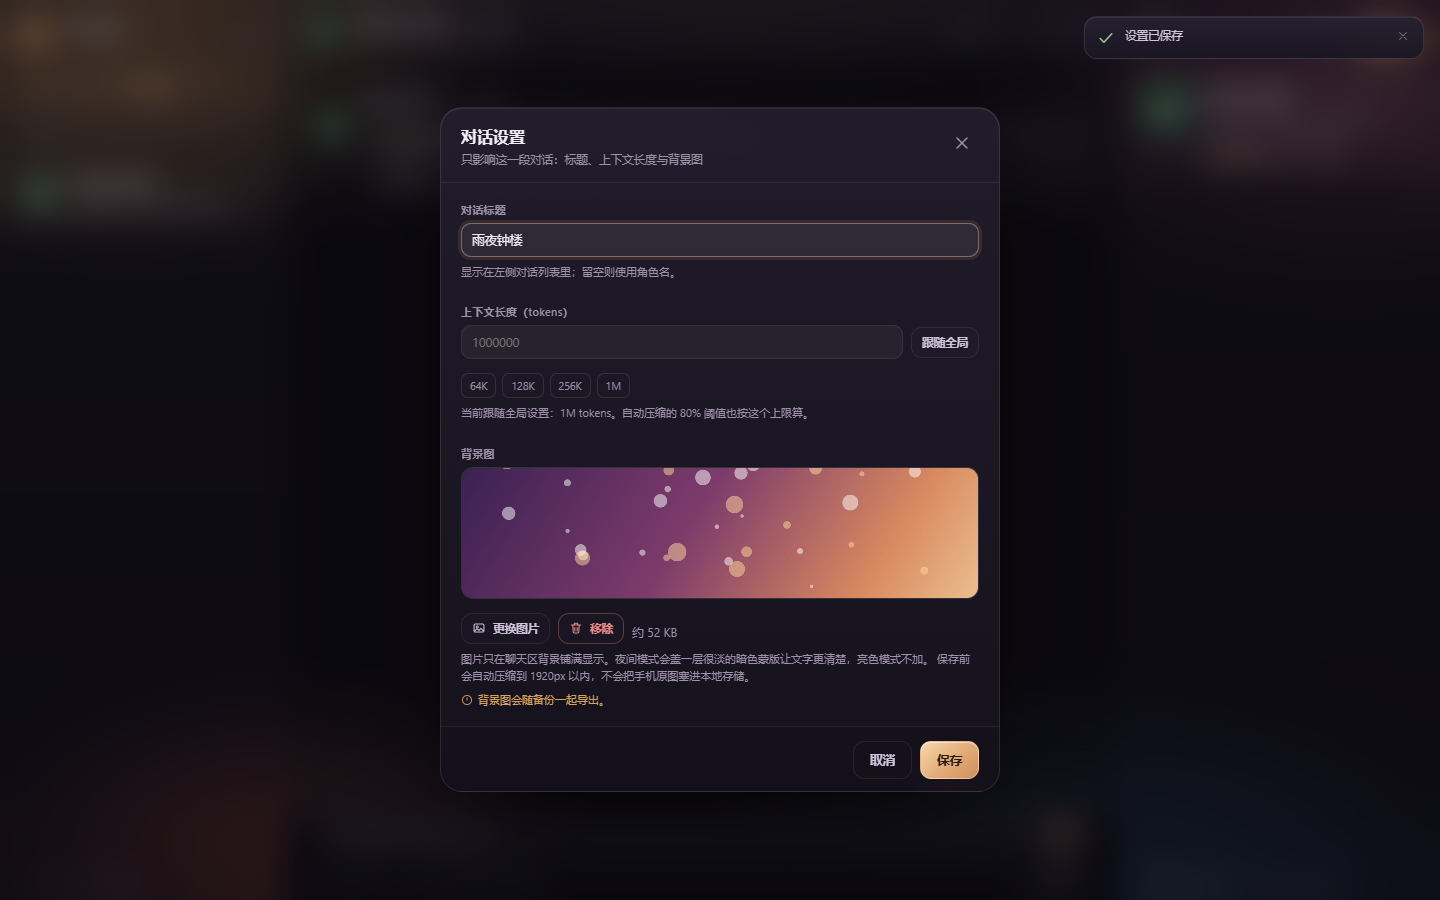 设置已保存
对话设置
只影响这一段对话：标题、上下文长度与背景图
对话标题
雨夜钟楼
显示在左侧对话列表里；留空则使用角色名。
上下文长度（tokens）
1000000
跟随全局
64K
128K
256K
1M
当前跟随全局设置：1M tokens。自动压缩的 80% 阈值也按这个上限算。
背景图
更换图片
移除
约 52 KB
图片只在聊天区背景铺满显示。夜间模式会盖一层很淡的暗色蒙版让文字更清楚，亮色模式不加。 保存前
会自动压缩到 1920px 以内，不会把手机原图塞进本地存储。
背景图会随备份一起导出。
取消
保存